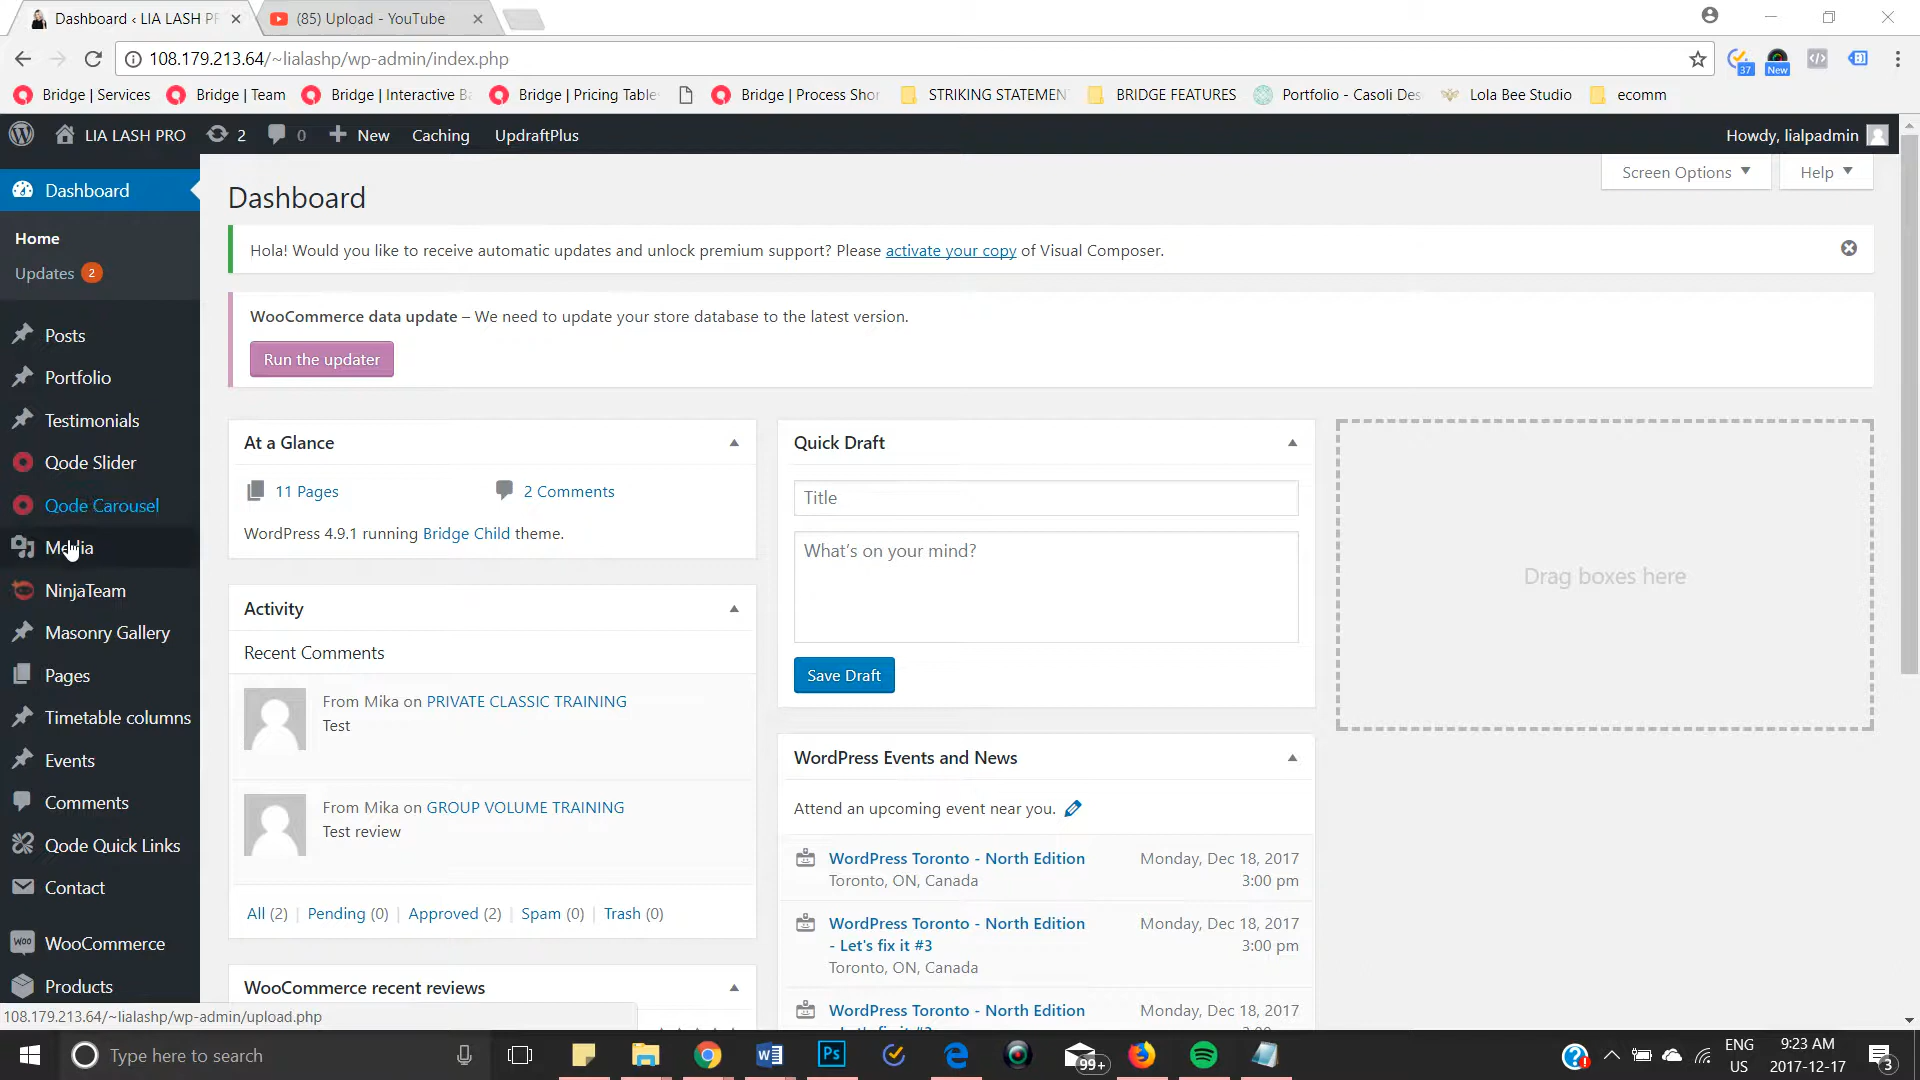 Dashboard ‹ LIA LASH PR
(85) Upload - YouTube
108.179.213.64/~lialashp/wp-admin/index.php
37
New
Bridge | Services
Bridge | Team
Bridge | Interactive Ba
Bridge | Pricing Table
Bridge | Process Shor
STRIKING STATEMEN
BRIDGE FEATURES
Portfolio - Casoli Des
Lola Bee Studio
ecomm
LIA LASH PRO
2
0
New
Caching
UpdraftPlus
Howdy, lialpadmin
Dashboard
Home
Updates 2
Posts
Portfolio
Testimonials
Qode Slider
Qode Carousel
Media
NinjaTeam
Masonry Gallery
Pages
Timetable columns
Events
Comments
Qode Quick Links
Contact
WooCommerce
Products
Screen Options
Help
Dashboard
Hola! Would you like to receive automatic updates and unlock premium support? Please activate your copy of Visual Composer.
WooCommerce data update – We need to update your store database to the latest version.
Run the updater
At a Glance
11 Pages
2 Comments
WordPress 4.9.1 running Bridge Child theme.
Activity
Recent Comments
From Mika on PRIVATE CLASSIC TRAINING
Test
From Mika on GROUP VOLUME TRAINING
Test review
All (2) | Pending (0) | Approved (2) | Spam (0) | Trash (0)
WooCommerce recent reviews
Quick Draft
Title
What's on your mind?
Save Draft
WordPress Events and News
Attend an upcoming event near you.
WordPress Toronto - North Edition
Monday, Dec 18, 2017
Toronto, ON, Canada
3:00 pm
WordPress Toronto - North Edition
Monday, Dec 18, 2017
- Let's fix it #3
3:00 pm
Toronto, ON, Canada
WordPress Toronto - North Edition
Monday, Dec 18, 2017
Drag boxes here
108.179.213.64/~lialashp/wp-admin/upload.php
Type here to search
Ps
99+
ENG
US
9:23 AM
2017-12-17
3